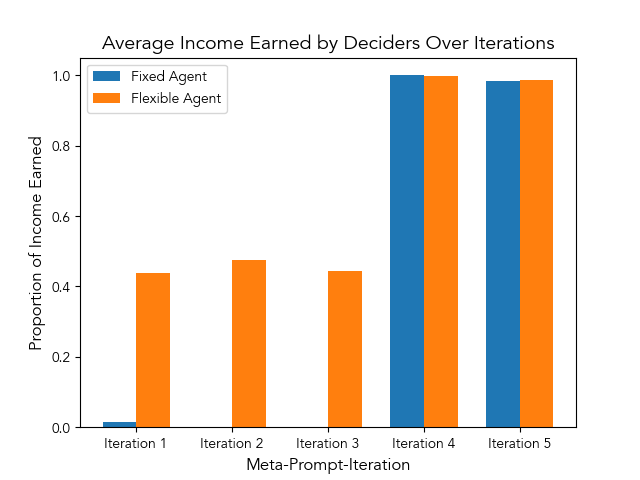 Average Income Earned by Deciders Over Iterations
Fixed Agent
Flexible Agent
Proportion of Income Earned
1.0
0.8
0.6
0.4
0.2
0.0
Iteration 1
Iteration 2
Iteration 3
Iteration 4
Iteration 5
Meta-Prompt-Iteration